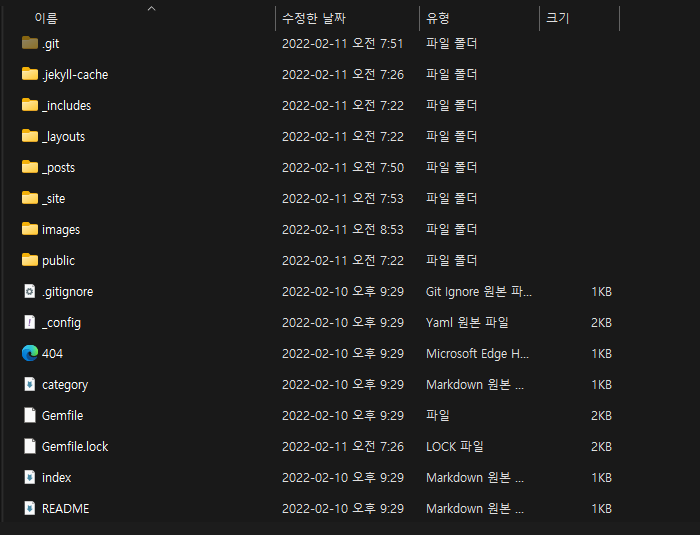 이름 수정한 날짜 유형 크기
.git 2022-02-11 오전 7:51 파일 폴더
.jekyll-cache 2022-02-11 오전 7:26 파일 폴더
_includes 2022-02-11 오전 7:22 파일 폴더
_layouts 2022-02-11 오전 7:22 파일 폴더
_posts 2022-02-11 오전 7:50 파일 폴더
_site 2022-02-11 오전 7:53 파일 폴더
images 2022-02-11 오전 8:53 파일 폴더
public 2022-02-11 오전 7:22 파일 폴더
.gitignore 2022-02-10 오후 9:29 Git Ignore 원본 파... 1KB
_config 2022-02-10 오후 9:29 Yaml 원본 파일 2KB
404 2022-02-10 오후 9:29 Microsoft Edge H... 1KB
category 2022-02-10 오후 9:29 Markdown 원본 ... 1KB
Gemfile 2022-02-10 오후 9:29 파일 2KB
Gemfile.lock 2022-02-11 오전 7:26 LOCK 파일 2KB
index 2022-02-10 오후 9:29 Markdown 원본 ... 1KB
README 2022-02-10 오후 9:29 Markdown 원본 ... 1KB